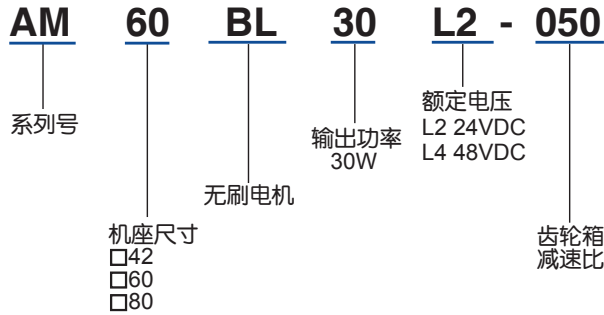 AM 60 BL 30 L2 - 050
系列号
机座尺寸
□42
□60
□80
无刷电机
输出功率
30W
额定电压
L2 24VDC
L4 48VDC
齿轮箱
减速比